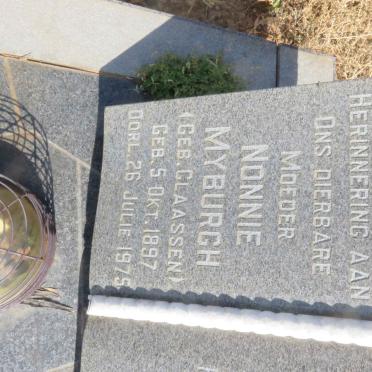 HERINNERING AAN
ONS DIERBARE
MOEDER
NONNIE
MYBURGH
(GEB. CLAASSEN)
GEB. 5 OKT. 1897
OORL. 26 JULIE 1975